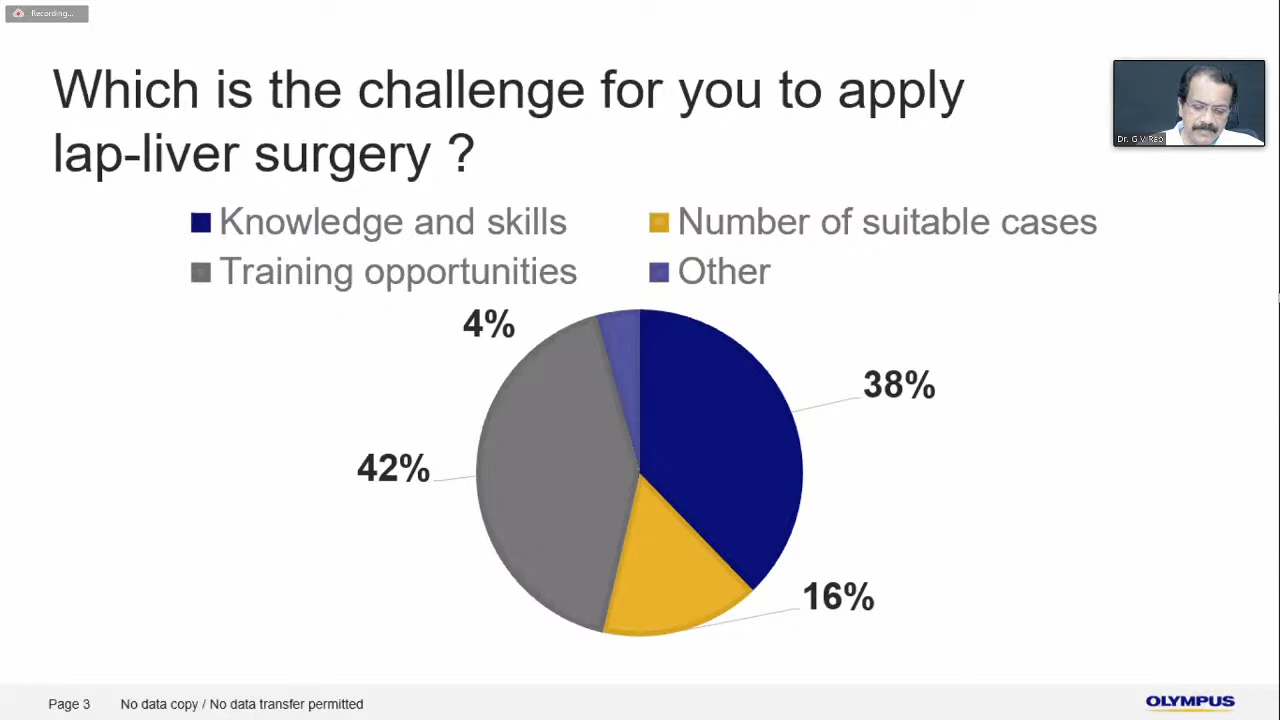 Recording...
Which is the challenge for you to apply
lap-liver surgery ?
Dr. G V Rao
Knowledge and skills
Number of suitable cases
Training opportunities
Other
4%
38%
42%
16%
Page 3
No data copy / No data transfer permitted
OLYMPUS